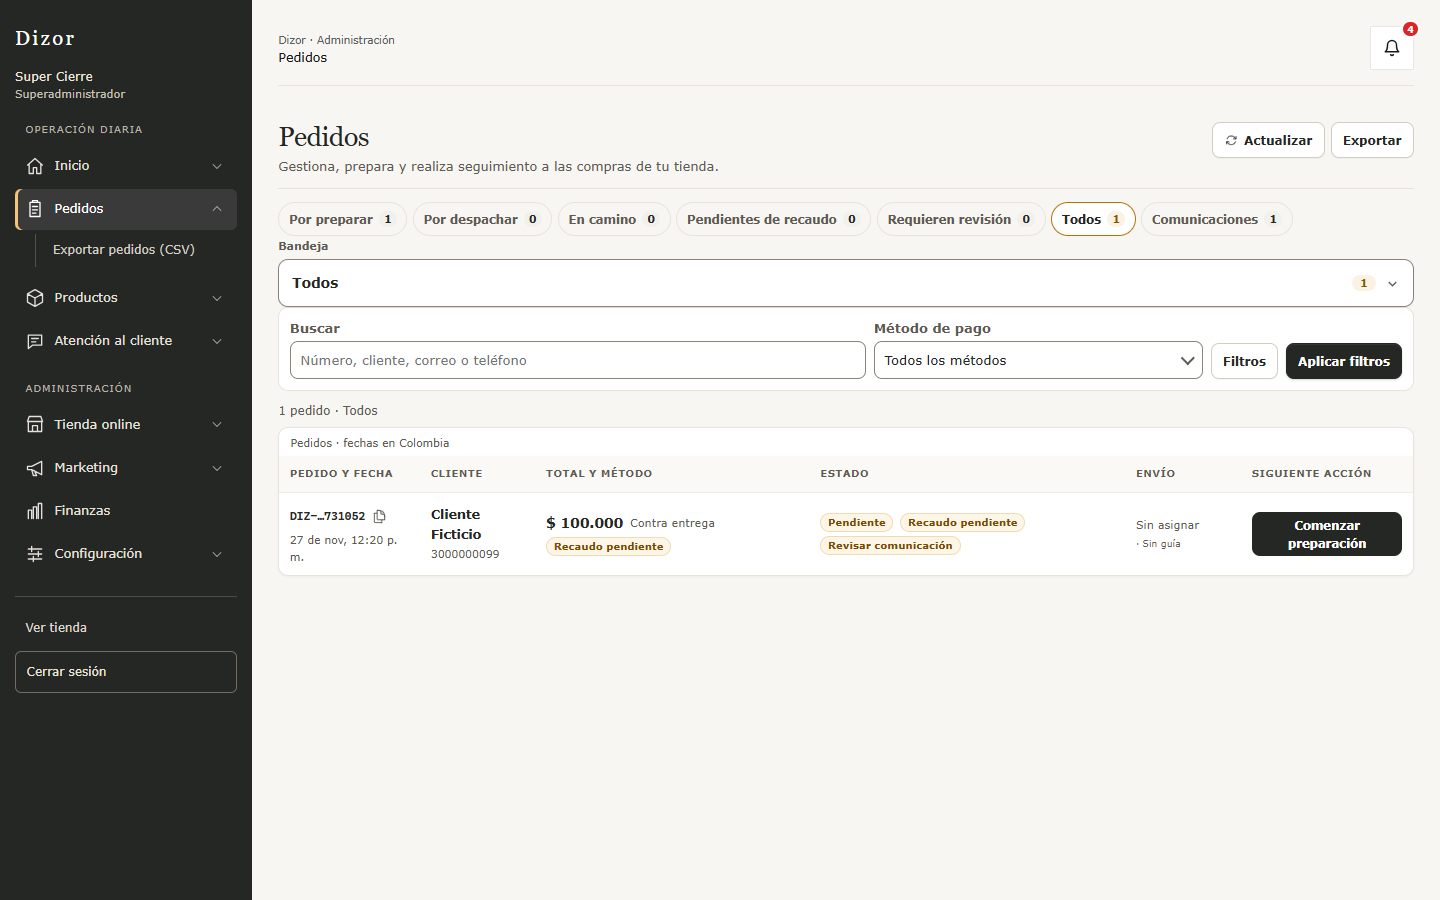 Dizor
Super Cierre
Superadministrador
OPERACIÓN DIARIA
Inicio
Pedidos
Exportar pedidos (CSV)
Productos
Atención al cliente
ADMINISTRACIÓN
Tienda online
Marketing
Finanzas
Configuración
Ver tienda
Cerrar sesión
Dizor · Administración
Pedidos
4
Pedidos
Gestiona, prepara y realiza seguimiento a las compras de tu tienda.
Actualizar
Exportar
Por preparar 1
Por despachar 0
En camino 0
Pendientes de recaudo 0
Requieren revisión 0
Todos 1
Comunicaciones 1
Bandeja
Todos 1
Buscar
Número, cliente, correo o teléfono
Método de pago
Todos los métodos
Filtros
Aplicar filtros
1 pedido · Todos
Pedidos · fechas en Colombia
PEDIDO Y FECHA CLIENTE TOTAL Y MÉTODO ESTADO ENVÍO SIGUIENTE ACCIÓN
DIZ-…731052
27 de nov, 12:20 p.
m.
Cliente
Ficticio
3000000099
$ 100.000 Contra entrega
Recaudo pendiente
Pendiente Recaudo pendiente
Revisar comunicación
Sin asignar
· Sin guía
Comenzar
preparación